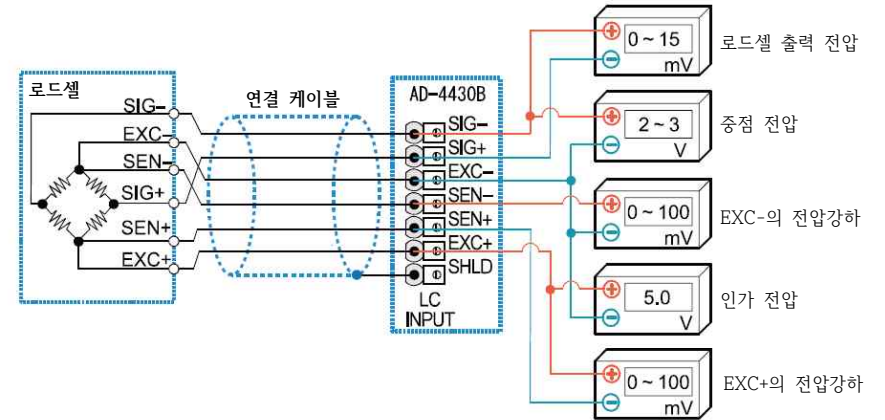 로드셀
SIG-
EXC-
SEN-
SIG+
SEN+
EXC+
연결 케이블
AD-4430B
SIG-
SIG+
EXC-
SEN-
SEN+
EXC+
SHLD
LC
INPUT
0 ~ 15
mV
로드셀 출력 전압
2 ~ 3
V
중점 전압
0 ~ 100
mV
EXC-의 전압강하
5.0
V
인가 전압
0 ~ 100
mV
EXC+의 전압강하